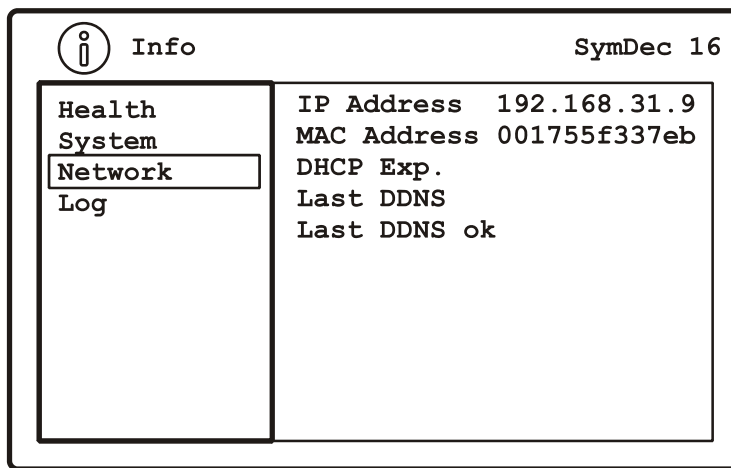 Info
SymDec 16
Health
System
Network
Log
IP Address 192.168.31.9
MAC Address 001755f337eb
DHCP Exp.
Last DDNS
Last DDNS ok